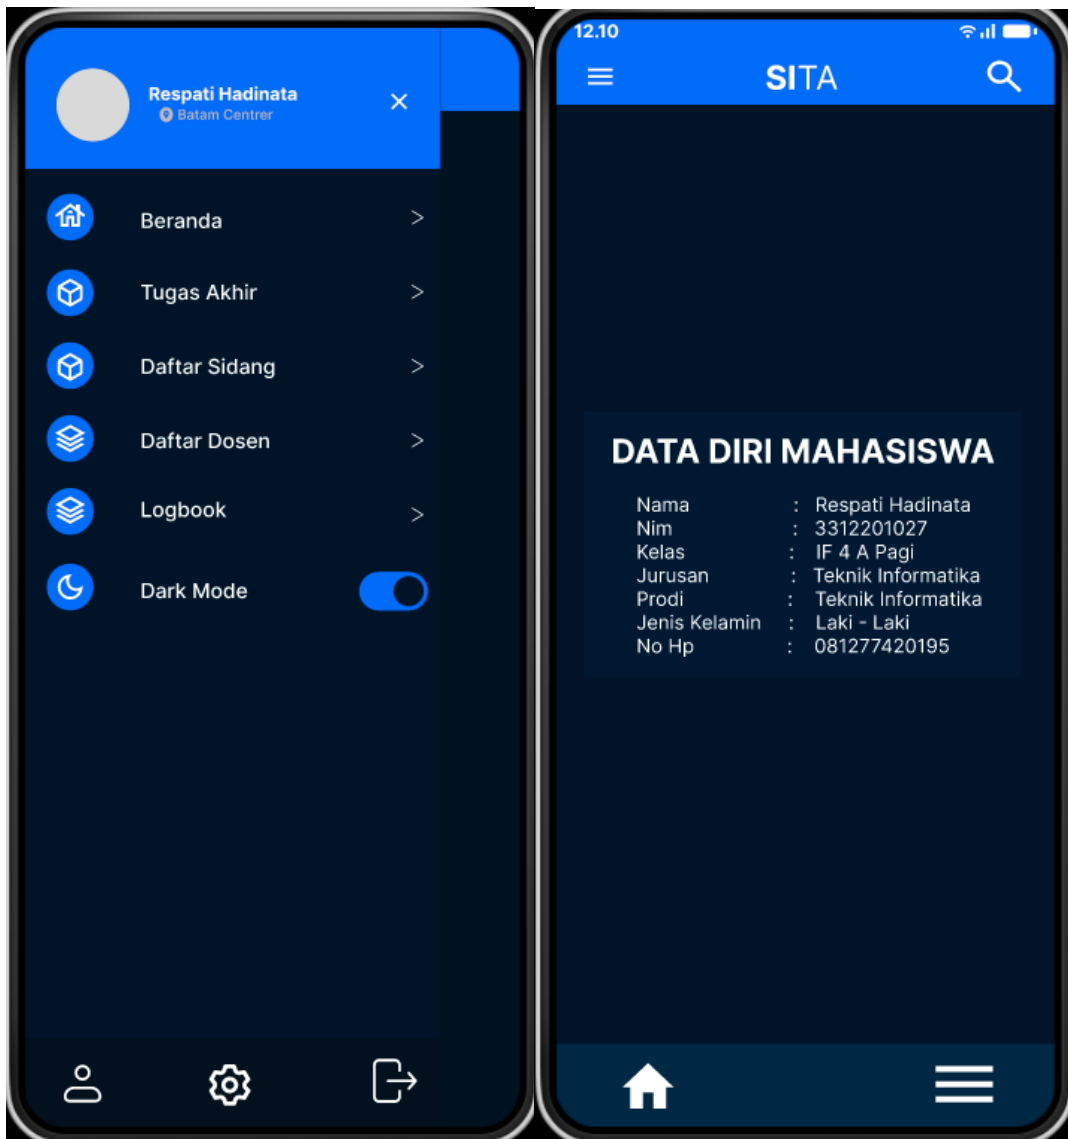 Respati Hadinata
Batam Centrer
Beranda >
Tugas Akhir >
Daftar Sidang >
Daftar Dosen >
Logbook >
Dark Mode
12.10
SITA
DATA DIRI MAHASISWA
Nama : Respati Hadinata
Nim : 3312201027
Kelas : IF 4 A Pagi
Jurusan : Teknik Informatika
Prodi : Teknik Informatika
Jenis Kelamin : Laki - Laki
No Hp : 081277420195